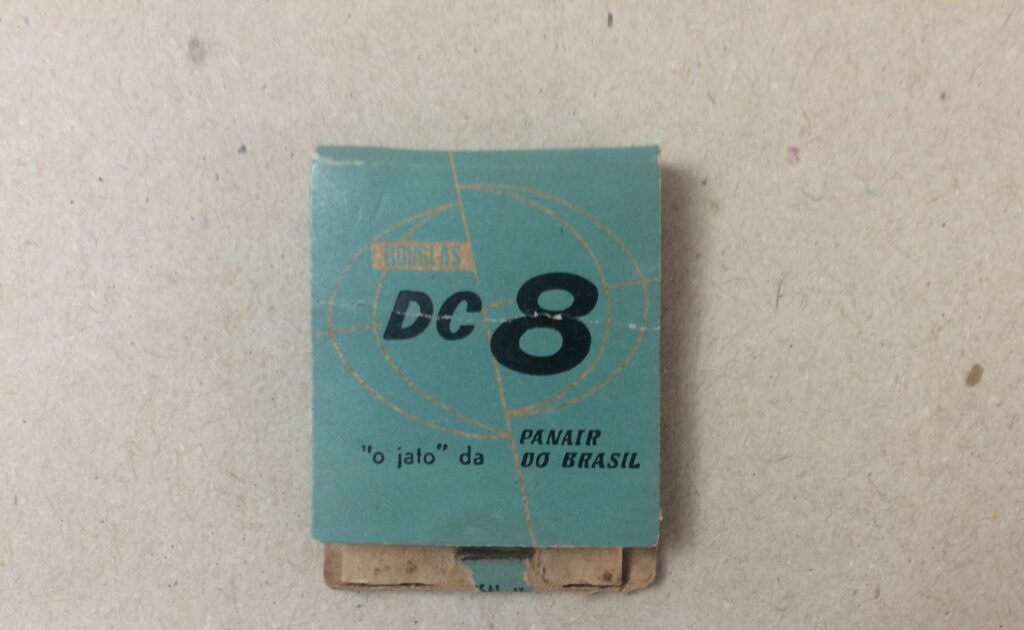 DOUGLAS
DC 8
"o jato" da PANAIR
DO BRASIL